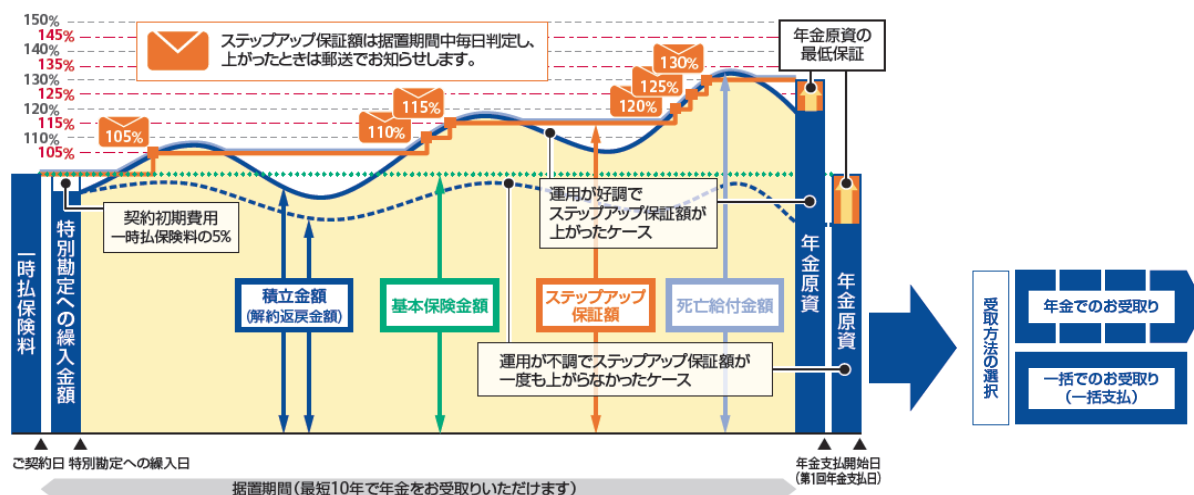 150%
145%
140%
135%
130%
125%
120%
115%
110%
105%
ステップアップ保証額は据置期間中毎日判定し、
上がったときは郵送でお知らせします。
105%
110%
115%
120%
125%
130%
年金原資の
最低保証
契約初期費用
一時払保険料の5%
運用が好調で
ステップアップ保証額が
上がったケース
一時払保険料
特別勘定への繰入金額
積立金額
(解約返戻金額)
基本保険金額
ステップアップ
保証額
死亡給付金額
運用が不調でステップアップ保証額が
一度も上がらなかったケース
年金原資
年金原資
受取方法の選択
年金でのお受取り
一括でのお受取り
(一括支払)
ご契約日
特別勘定への繰入日
年金支払開始日
(第1回年金支払日)
据置期間(最短10年で年金をお受取りいただけます)